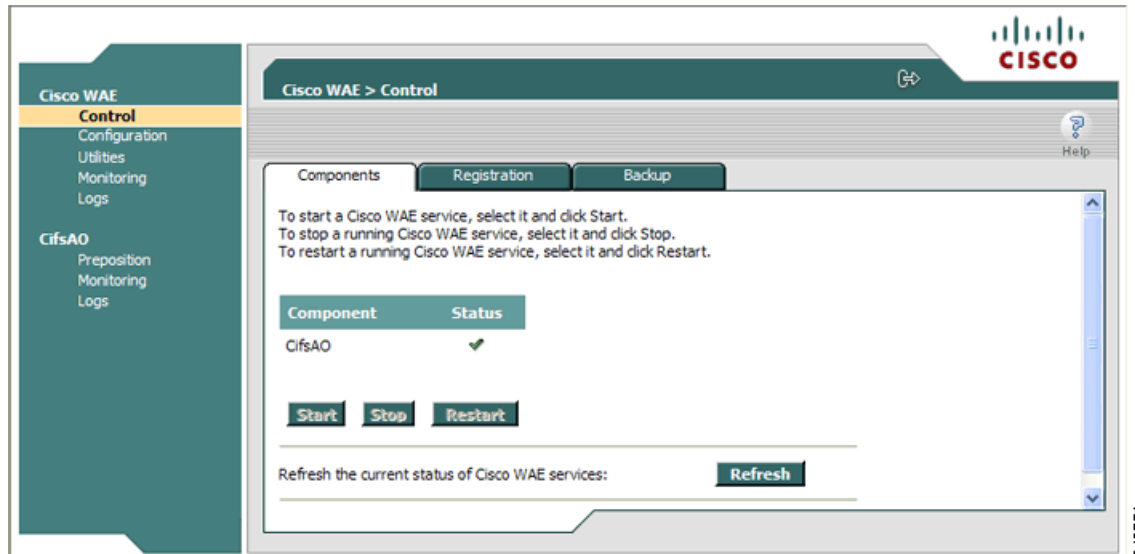 CISCO
Cisco WAE
Control
Configuration
Utilities
Monitoring
Logs
CifsAO
Preposition
Monitoring
Logs
Cisco WAE > Control
Help
Components
Registration
Backup
To start a Cisco WAE service, select it and click Start.
To stop a running Cisco WAE service, select it and click Stop.
To restart a running Cisco WAE service, select it and click Restart.
Component Status
CifsAO
Start Stop Restart
Refresh the current status of Cisco WAE services: Refresh